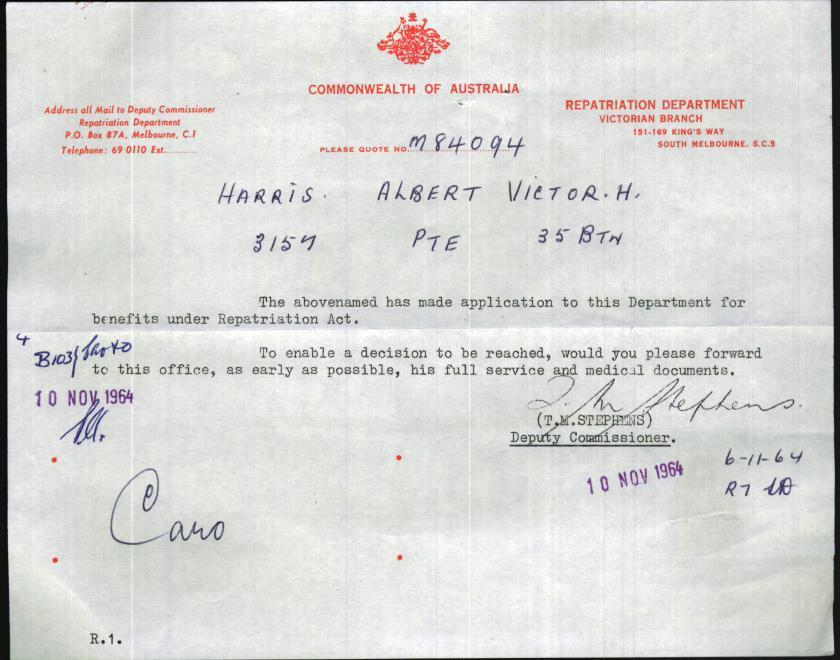 COMMONWEALTH OF AUSTRALIA
Address all Mail to Deputy Commissioner
Repatriation Department
P.O. Box 87A, Melbourne, C.1
Telephone: 69 0110 Ext............
REPATRIATION DEPARTMENT
VICTORIAN BRANCH
151-169 KING'S WAY
SOUTH MELBOURNE. S.C.5
PLEASE QUOTE NO. M84094
HARRIS. ALBERT VICTOR. H.
3157 PTE 35 BTN
The abovenamed has made application to this Department for
benefits under Repatriation Act.
To enable a decision to be reached, would you please forward
to this office, as early as possible, his full service and medical documents.
4
B103
10 NOV 1964
T. M. Stephens.
(T.M.STEPHENS)
Deputy Commissioner.
10 NOV 1964
6-11-64
R7
R.1.